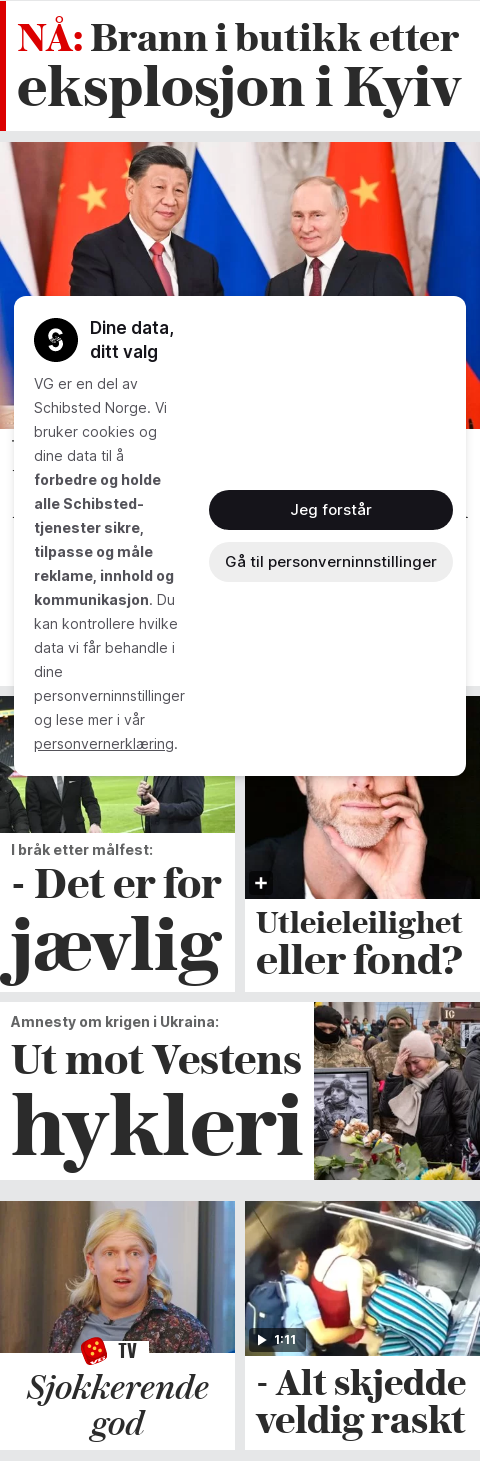 NÅ: Brann i butikk etter
eksplosjon i Kyiv
Dine data,
ditt valg
VG er en del av
Schibsted Norge. Vi
bruker cookies og
dine data til å
forbedre og holde
alle Schibsted-
tjenester sikre,
tilpasse og måle
reklame, innhold og
kommunikasjon. Du
kan kontrollere hvilke
data vi får behandle i
dine
personverninnstillinger
og lese mer i vår
personvernerklæring.
Jeg forstår
Gå til personverninnstillinger
I bråk etter målfest:
- Det er for
jævlig
Utleieleilighet
eller fond?
Amnesty om krigen i Ukraina:
Ut mot Vestens
hykleri
TV
Sjokkerende
god
1:11
- Alt skjedde
veldig raskt